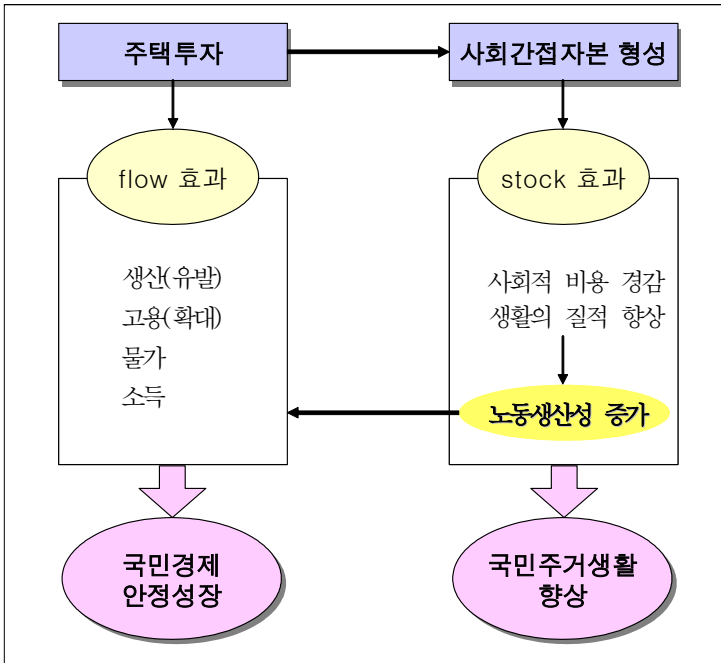 주택투자
사회간접자본 형성
flow 효과
stock 효과
생산(유발)
고용(확대)
물가
소득
사회적 비용 경감
생활의 질적 향상
노동생산성 증가
국민경제
안정성장
국민주거생활
향상